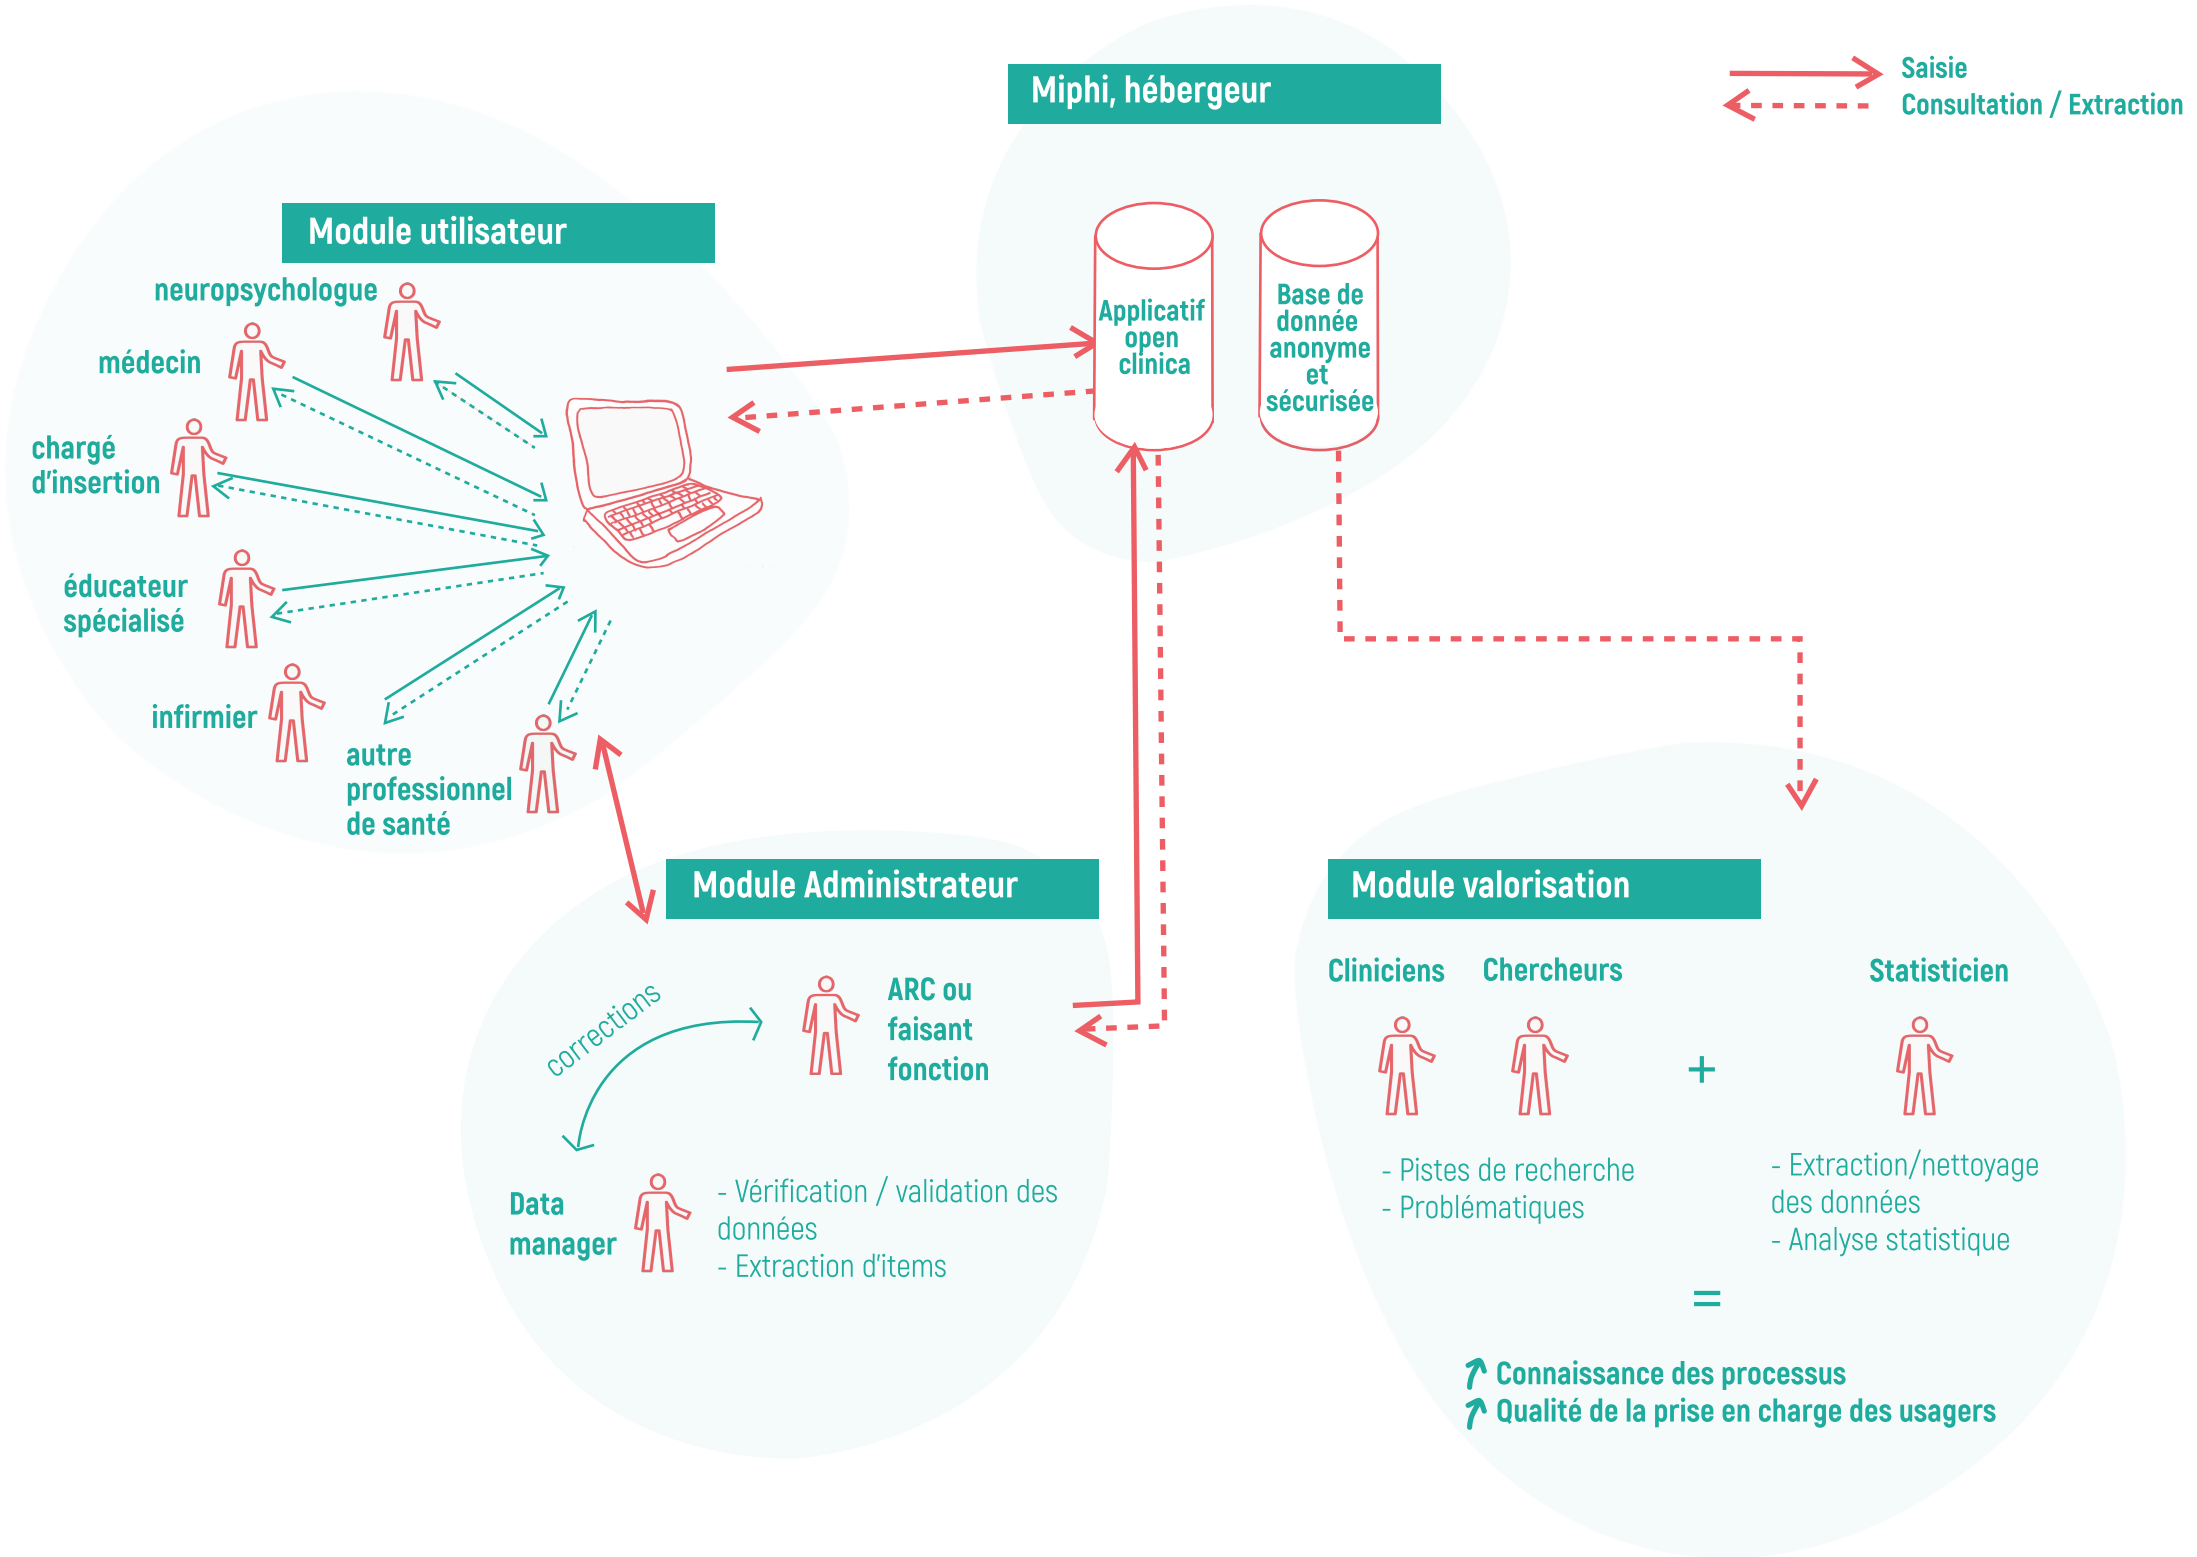 Miphi, hébergeur
Saisie
Consultation / Extraction
Module utilisateur
neuropsychologue
médecin
chargé
d'insertion
éducateur
spécialisé
infirmier
autre
professionnel
de santé
Applicatif
open
clinica
Base de
donnée
anonyme
et
sécurisée
Module Administrateur
corrections
ARC ou
faisant
fonction
Data
manager
- Vérification / validation des
données
- Extraction d'items
Module valorisation
Cliniciens
Chercheurs
+
Statisticien
- Pistes de recherche
- Problématiques
- Extraction/nettoyage
des données
- Analyse statistique
=
Connaissance des processus
Qualité de la prise en charge des usagers